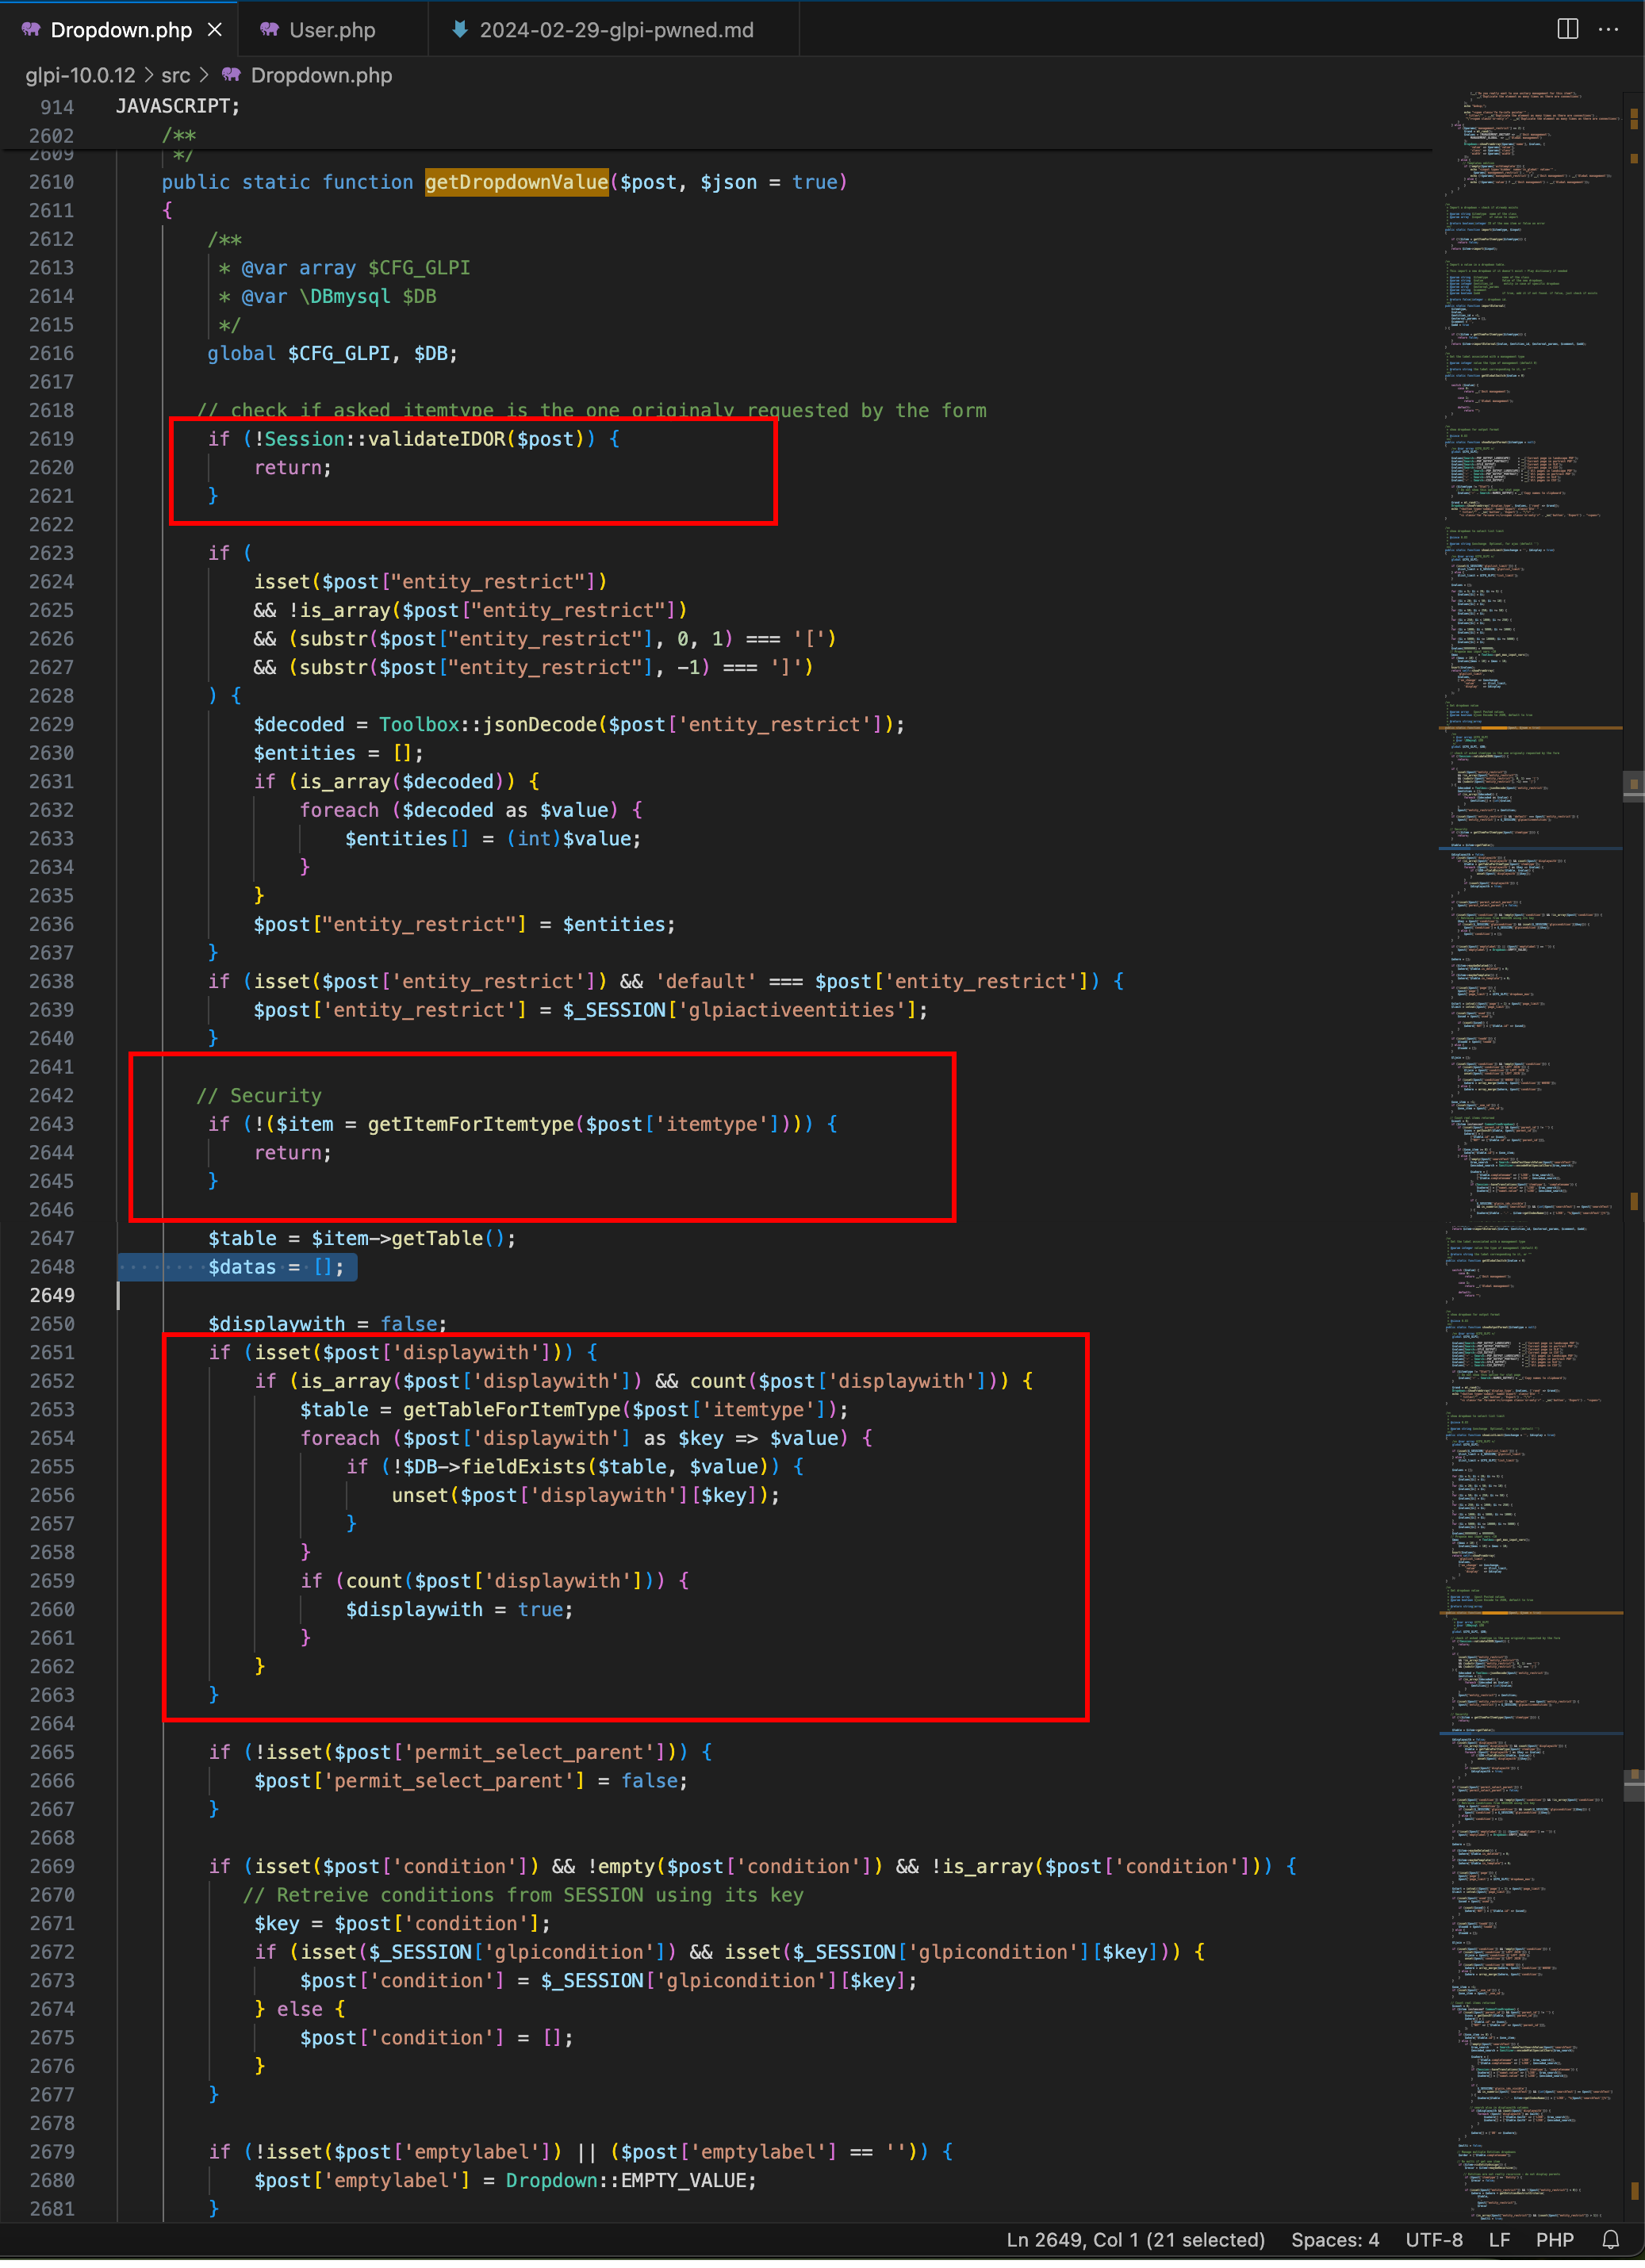 Dropdown.php
User.php
2024-02-29-glpi-pwned.md
glpi-10.0.12 > src > Dropdown.php
914 JAVASCRIPT;
2602 /**
2609 */
2610 public static function getDropdownValue($post, $json = true)
2611 {
2612 /**
2613 * @var array $CFG_GLPI
2614 * @var \DBmysql $DB
2615 */
2616 global $CFG_GLPI, $DB;
2617
2618 // check if asked itemtype is the one originaly requested by the form
2619 if (!Session::validateIDOR($post)) {
2620 return;
2621 }
2622
2623 if (
2624 isset($post["entity_restrict"])
2625 && !is_array($post["entity_restrict"])
2626 && (substr($post["entity_restrict"], 0, 1) === '[')
2627 && (substr($post["entity_restrict"], -1) === ']')
2628 ) {
2629 $decoded = Toolbox::jsonDecode($post['entity_restrict']);
2630 $entities = [];
2631 if (is_array($decoded)) {
2632 foreach ($decoded as $value) {
2633 $entities[] = (int)$value;
2634 }
2635 }
2636 $post["entity_restrict"] = $entities;
2637 }
2638 if (isset($post['entity_restrict']) && 'default' === $post['entity_restrict']) {
2639 $post['entity_restrict'] = $_SESSION['glpiactiveentities'];
2640 }
2641
2642 // Security
2643 if (!($item = getItemForItemtype($post['itemtype']))) {
2644 return;
2645 }
2646
2647 $table = $item->getTable();
2648 $datas = [];
2649
2650 $displaywith = false;
2651 if (isset($post['displaywith'])) {
2652 if (is_array($post['displaywith']) && count($post['displaywith'])) {
2653 $table = getTableForItemType($post['itemtype']);
2654 foreach ($post['displaywith'] as $key => $value) {
2655 if (!$DB->fieldExists($table, $value)) {
2656 unset($post['displaywith'][$key]);
2657 }
2658 }
2659 if (count($post['displaywith'])) {
2660 $displaywith = true;
2661 }
2662 }
2663 }
2664
2665 if (!isset($post['permit_select_parent'])) {
2666 $post['permit_select_parent'] = false;
2667 }
2668
2669 if (isset($post['condition']) && !empty($post['condition']) && !is_array($post['condition'])) {
2670 // Retreive conditions from SESSION using its key
2671 $key = $post['condition'];
2672 if (isset($_SESSION['glpicondition']) && isset($_SESSION['glpicondition'][$key])) {
2673 $post['condition'] = $_SESSION['glpicondition'][$key];
2674 } else {
2675 $post['condition'] = [];
2676 }
2677 }
2678
2679 if (!isset($post['emptylabel']) || ($post['emptylabel'] == '')) {
2680 $post['emptylabel'] = Dropdown::EMPTY_VALUE;
2681 }
Ln 2649, Col 1 (21 selected) Spaces: 4 UTF-8 LF PHP